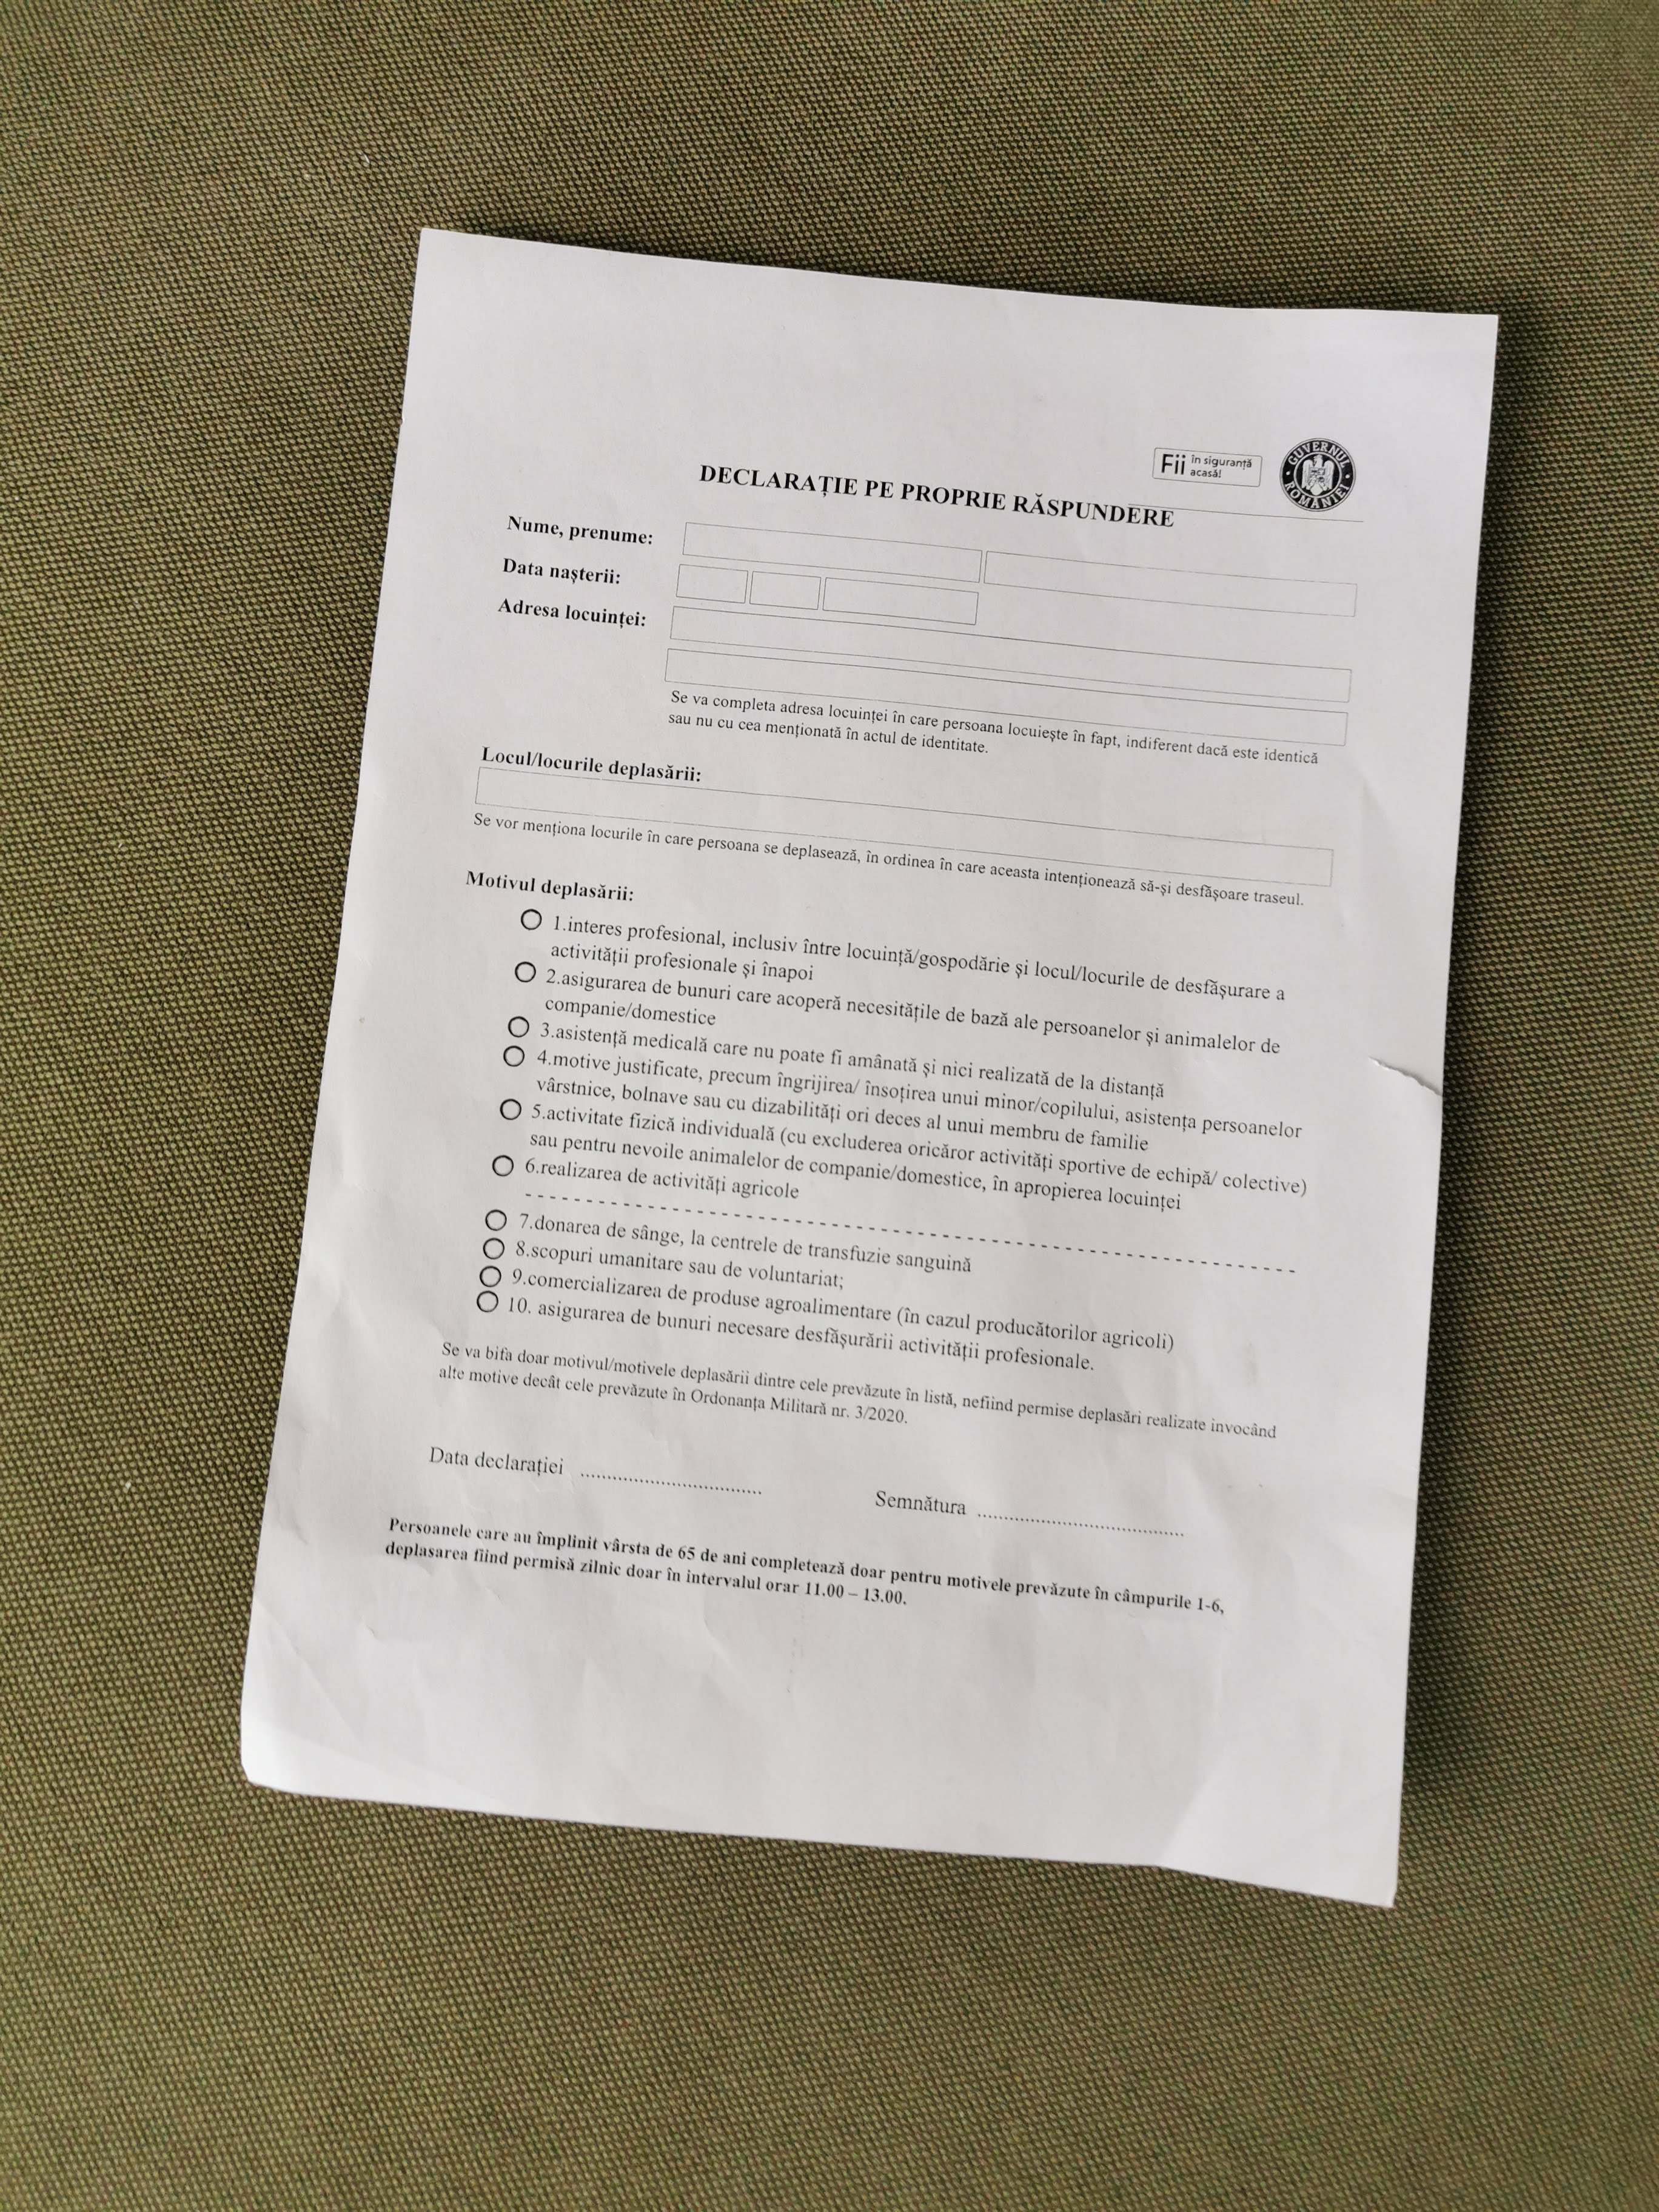 Fii în siguranță
acasă!
GUVERNUL ROMÂNIEI
DECLARAȚIE PE PROPRIE RĂSPUNDERE
Nume, prenume:
Data nașterii:
Adresa locuinței:
Se va completa adresa locuinței în care persoana locuiește în fapt, indiferent dacă este identică
sau nu cu cea menționată în actul de identitate.
Locul/locurile deplasării:
Se vor menționa locurile în care persoana se deplasează, în ordinea în care aceasta intenționează să-și desfășoare traseul.
Motivul deplasării:
1.interes profesional, inclusiv între locuință/gospodărie și locul/locurile de desfășurare a
activității profesionale și înapoi
2.asigurarea de bunuri care acoperă necesitățile de bază ale persoanelor și animalelor de
companie/domestice
3.asistență medicală care nu poate fi amânată și nici realizată de la distanță
4.motive justificate, precum îngrijirea/ însoțirea unui minor/copilului, asistența persoanelor
vârstnice, bolnave sau cu dizabilități ori deces al unui membru de familie
5.activitate fizică individuală (cu excluderea oricăror activități sportive de echipă/ colective)
sau pentru nevoile animalelor de companie/domestice, în apropierea locuinței
6.realizarea de activități agricole
7.donarea de sânge, la centrele de transfuzie sanguină
8.scopuri umanitare sau de voluntariat;
9.comercializarea de produse agroalimentare (în cazul producătorilor agricoli)
10. asigurarea de bunuri necesare desfășurării activității profesionale.
Se va bifa doar motivul/motivele deplasării dintre cele prevăzute în listă, nefiind permise deplasări realizate invocând
alte motive decât cele prevăzute în Ordonanța Militară nr. 3/2020.
Data declarației ........................................ Semnătura ........................................
Persoanele care au împlinit vârsta de 65 de ani completează doar pentru motivele prevăzute în câmpurile 1-6,
deplasarea fiind permisă zilnic doar în intervalul orar 11.00 – 13.00.